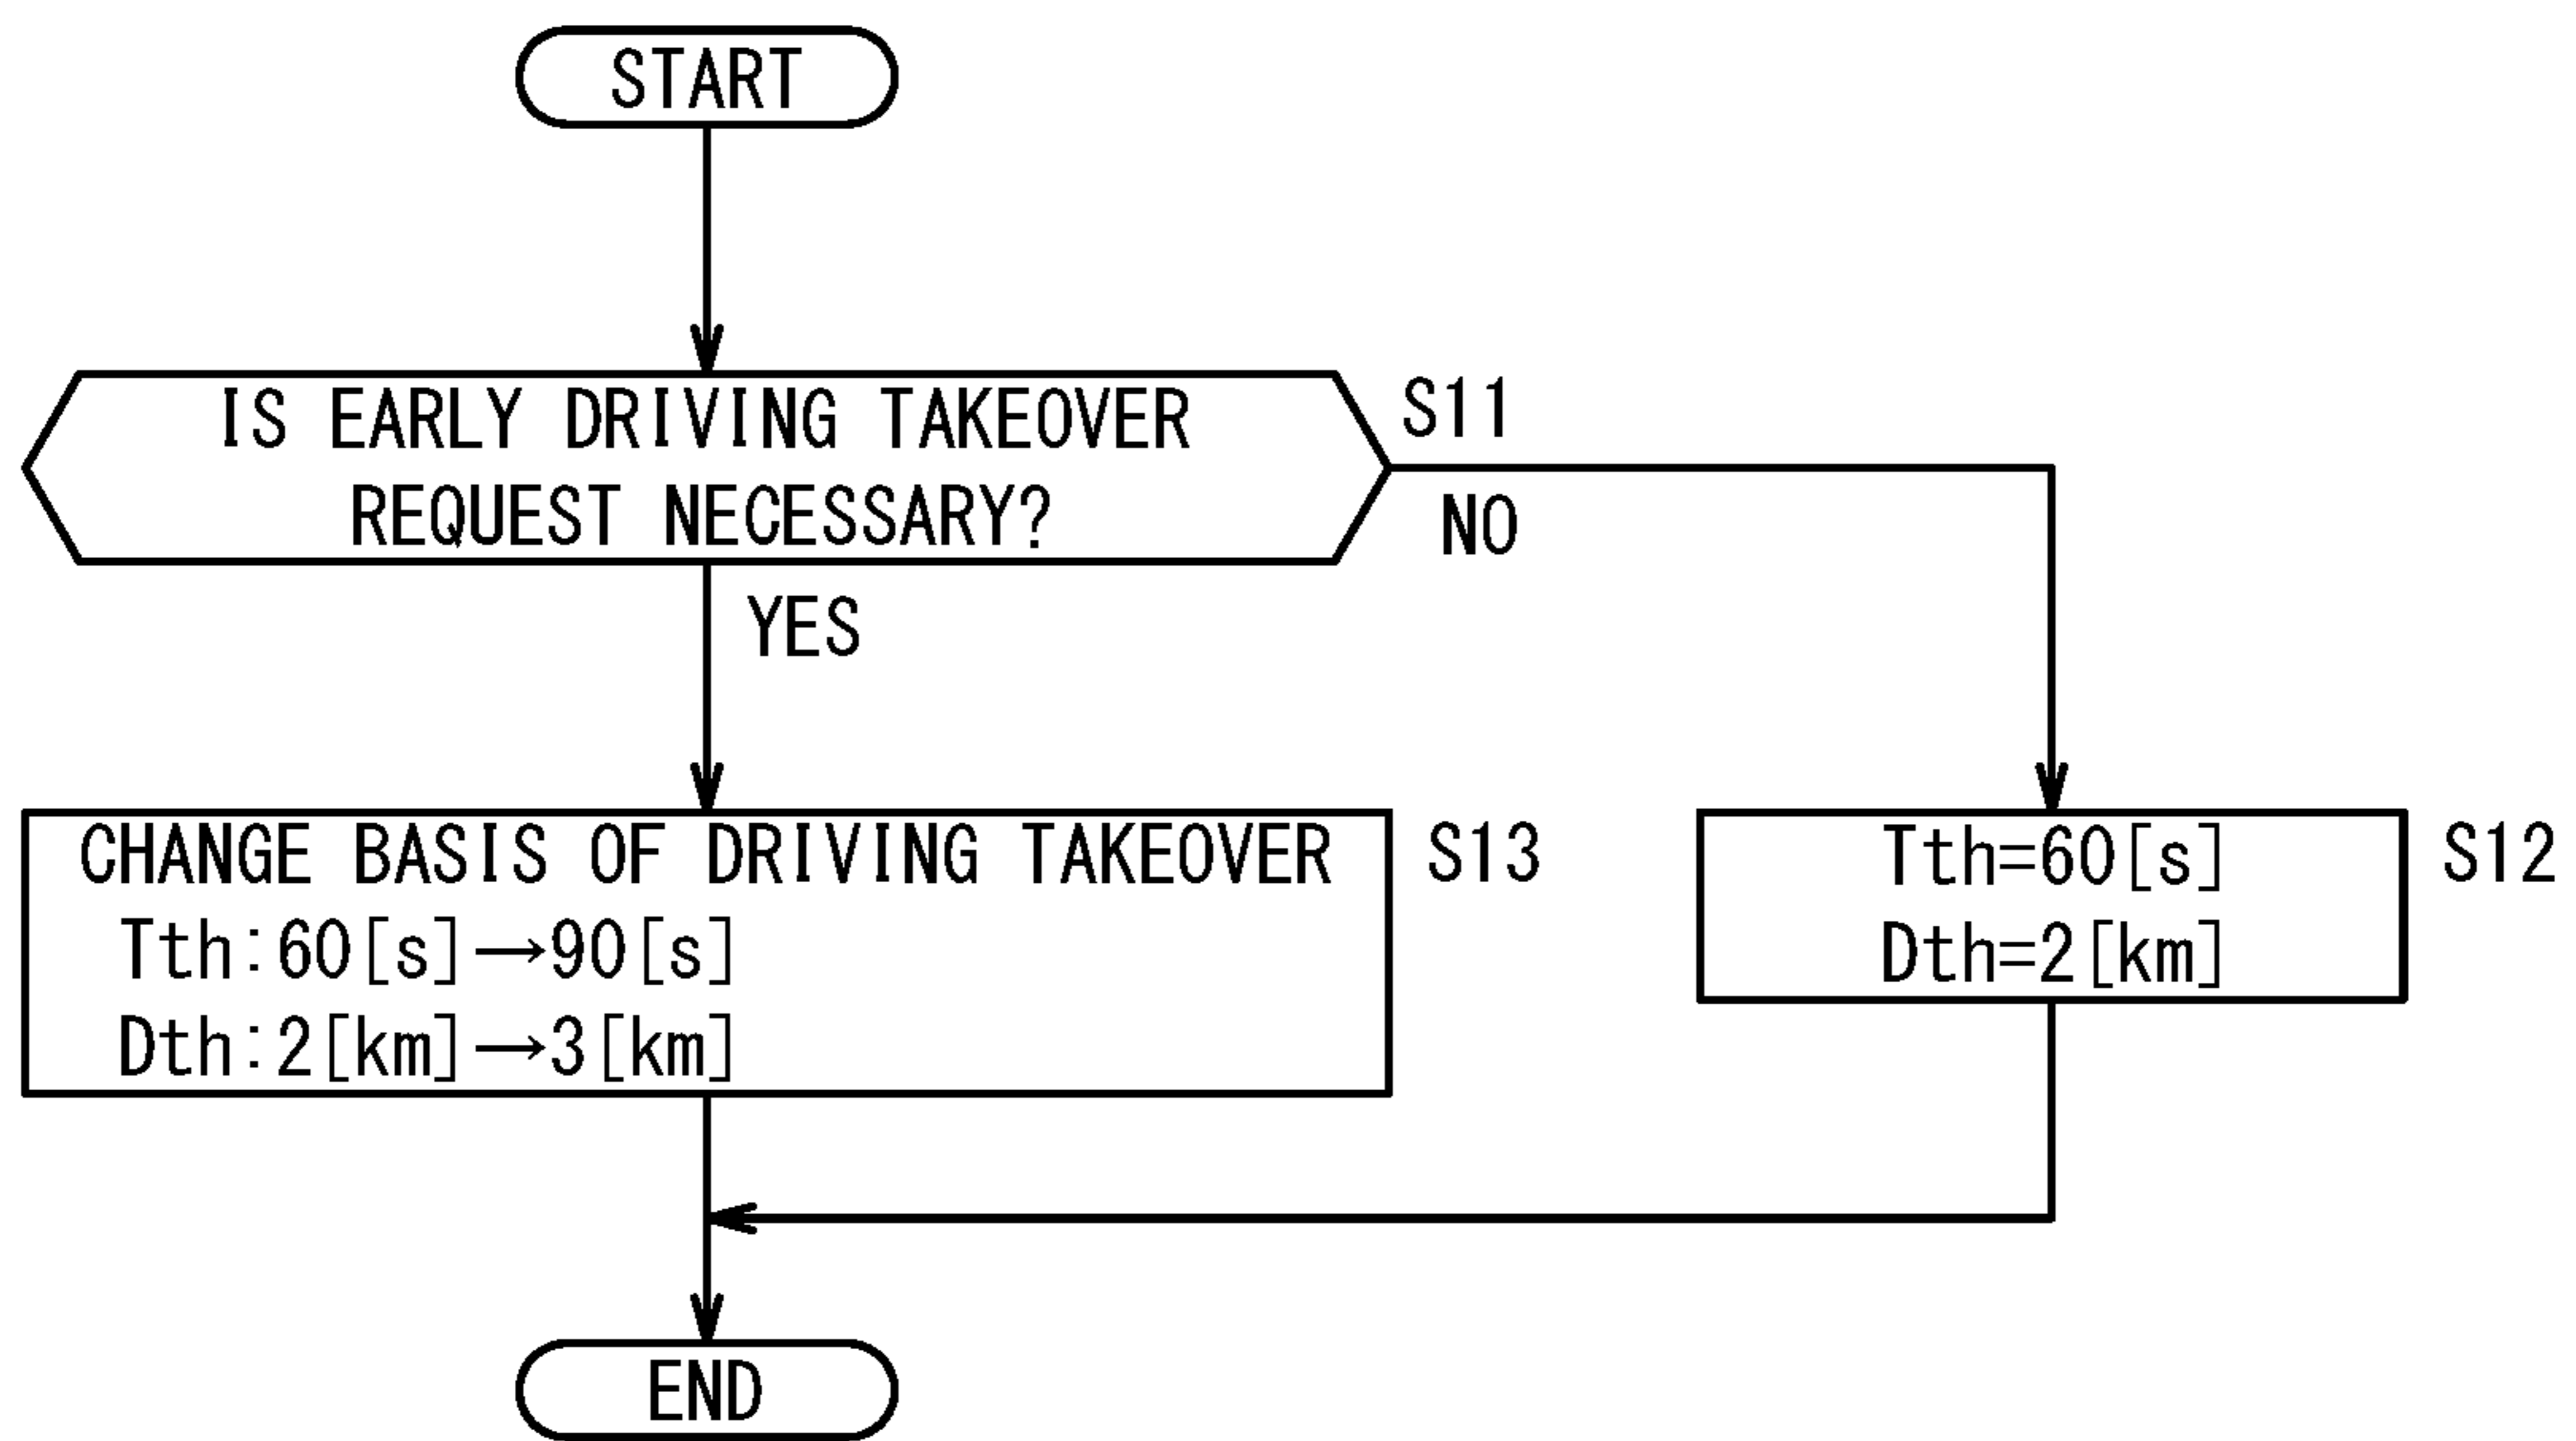 START
IS EARLY DRIVING TAKEOVER
REQUEST NECESSARY?
S11
NO
YES
CHANGE BASIS OF DRIVING TAKEOVER
Tth:60[s]→90[s]
Dth:2[km]→3[km]
S13
Tth=60[s]
Dth=2[km]
S12
END